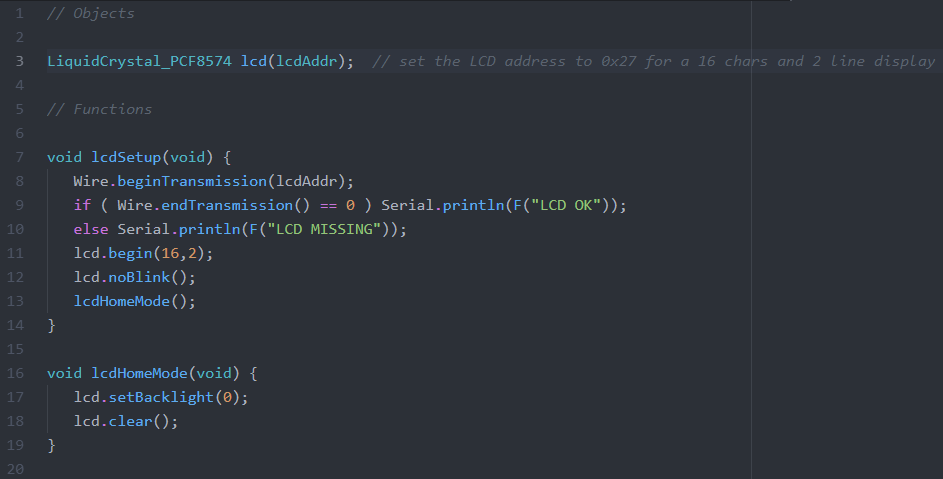 1 // Objects
2
3 LiquidCrystal_PCF8574 lcd(lcdAddr);  // set the LCD address to 0x27 for a 16 chars and 2 line display
4
5 // Functions
6
7 void lcdSetup(void) {
8    Wire.beginTransmission(lcdAddr);
9    if ( Wire.endTransmission() == 0 ) Serial.println(F("LCD OK"));
10    else Serial.println(F("LCD MISSING"));
11    lcd.begin(16,2);
12    lcd.noBlink();
13    lcdHomeMode();
14 }
15
16 void lcdHomeMode(void) {
17    lcd.setBacklight(0);
18    lcd.clear();
19 }
20